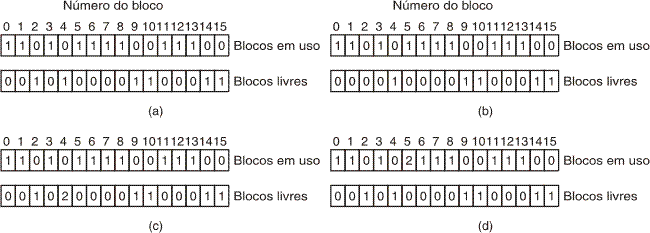 Número do bloco
0 1 2 3 4 5 6 7 8 9 10 11 12 13 14 15
1 1 0 1 0 1 1 1 1 0 0 1 1 1 0 0 Blocos em uso
0 0 1 0 1 0 0 0 0 1 1 0 0 0 1 1 Blocos livres
(a)
Número do bloco
0 1 2 3 4 5 6 7 8 9 10 11 12 13 14 15
1 1 0 1 0 1 1 1 1 0 0 1 1 1 0 0 Blocos em uso
0 0 0 0 1 0 0 0 0 1 1 0 0 0 1 1 Blocos livres
(b)
0 1 2 3 4 5 6 7 8 9 10 11 12 13 14 15
1 1 0 1 0 1 1 1 1 0 0 1 1 1 0 0 Blocos em uso
0 0 1 0 2 0 0 0 0 1 1 0 0 0 1 1 Blocos livres
(c)
0 1 2 3 4 5 6 7 8 9 10 11 12 13 14 15
1 1 0 1 0 2 1 1 1 0 0 1 1 1 0 0 Blocos em uso
0 0 1 0 1 0 0 0 0 1 1 0 0 0 1 1 Blocos livres
(d)